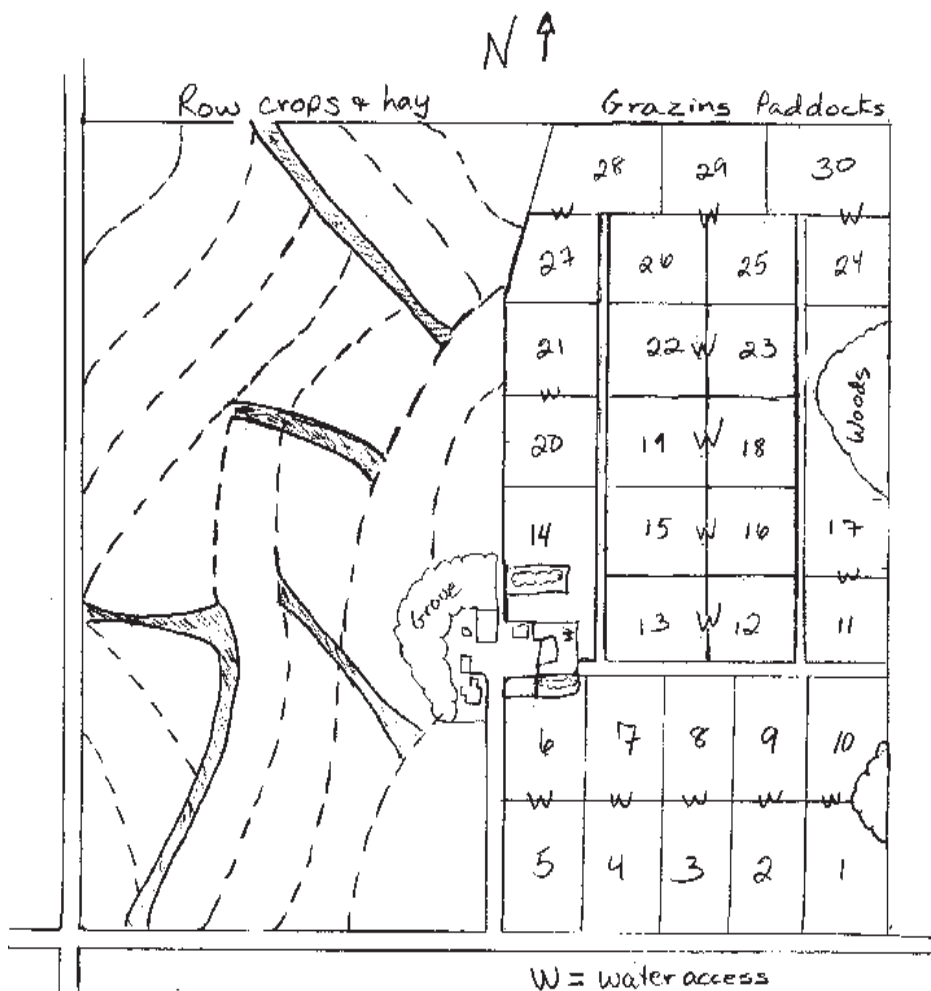 N
Row crops & hay Grazins Paddocks
28 29 30
W W W
27 26 25 24
21 22 W 23
W
Woods
20 19 W 18
14 15 W 16 17
W
Grove
13 W 12 11
6 7 8 9 10
W W W W W
5 4 3 2 1
W = water access